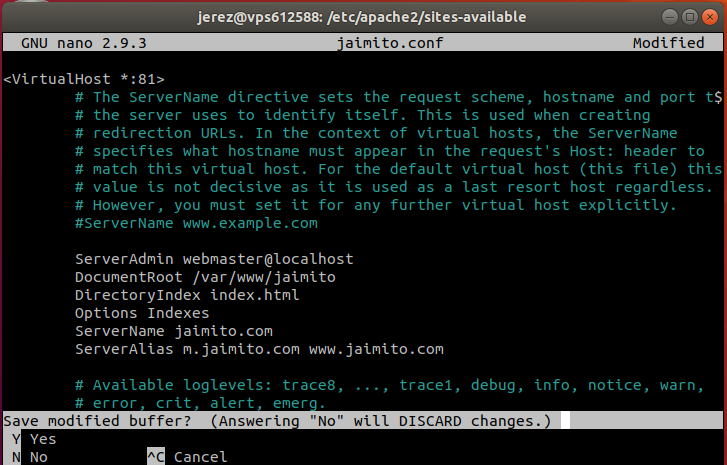 jerez@vps612588: /etc/apache2/sites-available
GNU nano 2.9.3 jaimito.conf Modified
<VirtualHost *:81>
# The ServerName directive sets the request scheme, hostname and port t$
# the server uses to identify itself. This is used when creating
# redirection URLs. In the context of virtual hosts, the ServerName
# specifies what hostname must appear in the request's Host: header to
# match this virtual host. For the default virtual host (this file) this
# value is not decisive as it is used as a last resort host regardless.
# However, you must set it for any further virtual host explicitly.
#ServerName www.example.com
ServerAdmin webmaster@localhost
DocumentRoot /var/www/jaimito
DirectoryIndex index.html
Options Indexes
ServerName jaimito.com
ServerAlias m.jaimito.com www.jaimito.com
# Available loglevels: trace8, ..., trace1, debug, info, notice, warn,
# error, crit, alert, emerg.
Save modified buffer?  (Answering "No" will DISCARD changes.)
Y Yes
N No ^C Cancel